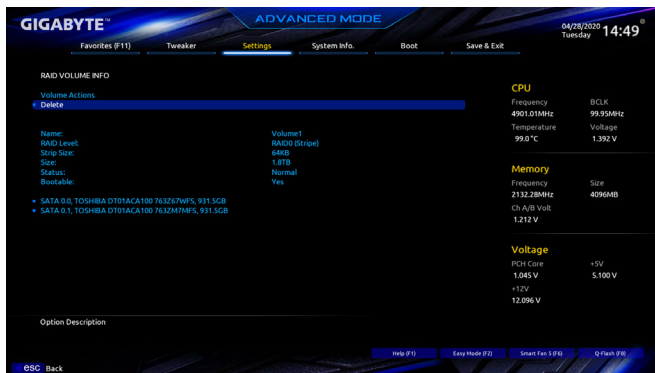 GIGABYTE™
ADVANCED MODE
04/28/2020
Tuesday
14:49
Favorites (F11) Tweaker Settings System Info. Boot Save & Exit
RAID VOLUME INFO
Volume Actions
Delete
Name: Volume1
RAID Level: RAID0 (Stripe)
Strip Size: 64KB
Size: 1.8TB
Status: Normal
Bootable: Yes
SATA 0.0, TOSHIBA DT01ACA100 763Z67WFS, 931.5GB
SATA 0.1, TOSHIBA DT01ACA100 763ZM7MFS, 931.5GB
CPU
Frequency BCLK
4901.01MHz 99.95MHz
Temperature Voltage
99.0 °C 1.392 V
Memory
Frequency Size
2132.28MHz 4096MB
Ch A/B Volt
1.212 V
Voltage
PCH Core +5V
1.045 V 5.100 V
+12V
12.096 V
Option Description
Help (F1) Easy Mode (F2) Smart Fan 5 (F6) Q-Flash (F8)
esc Back